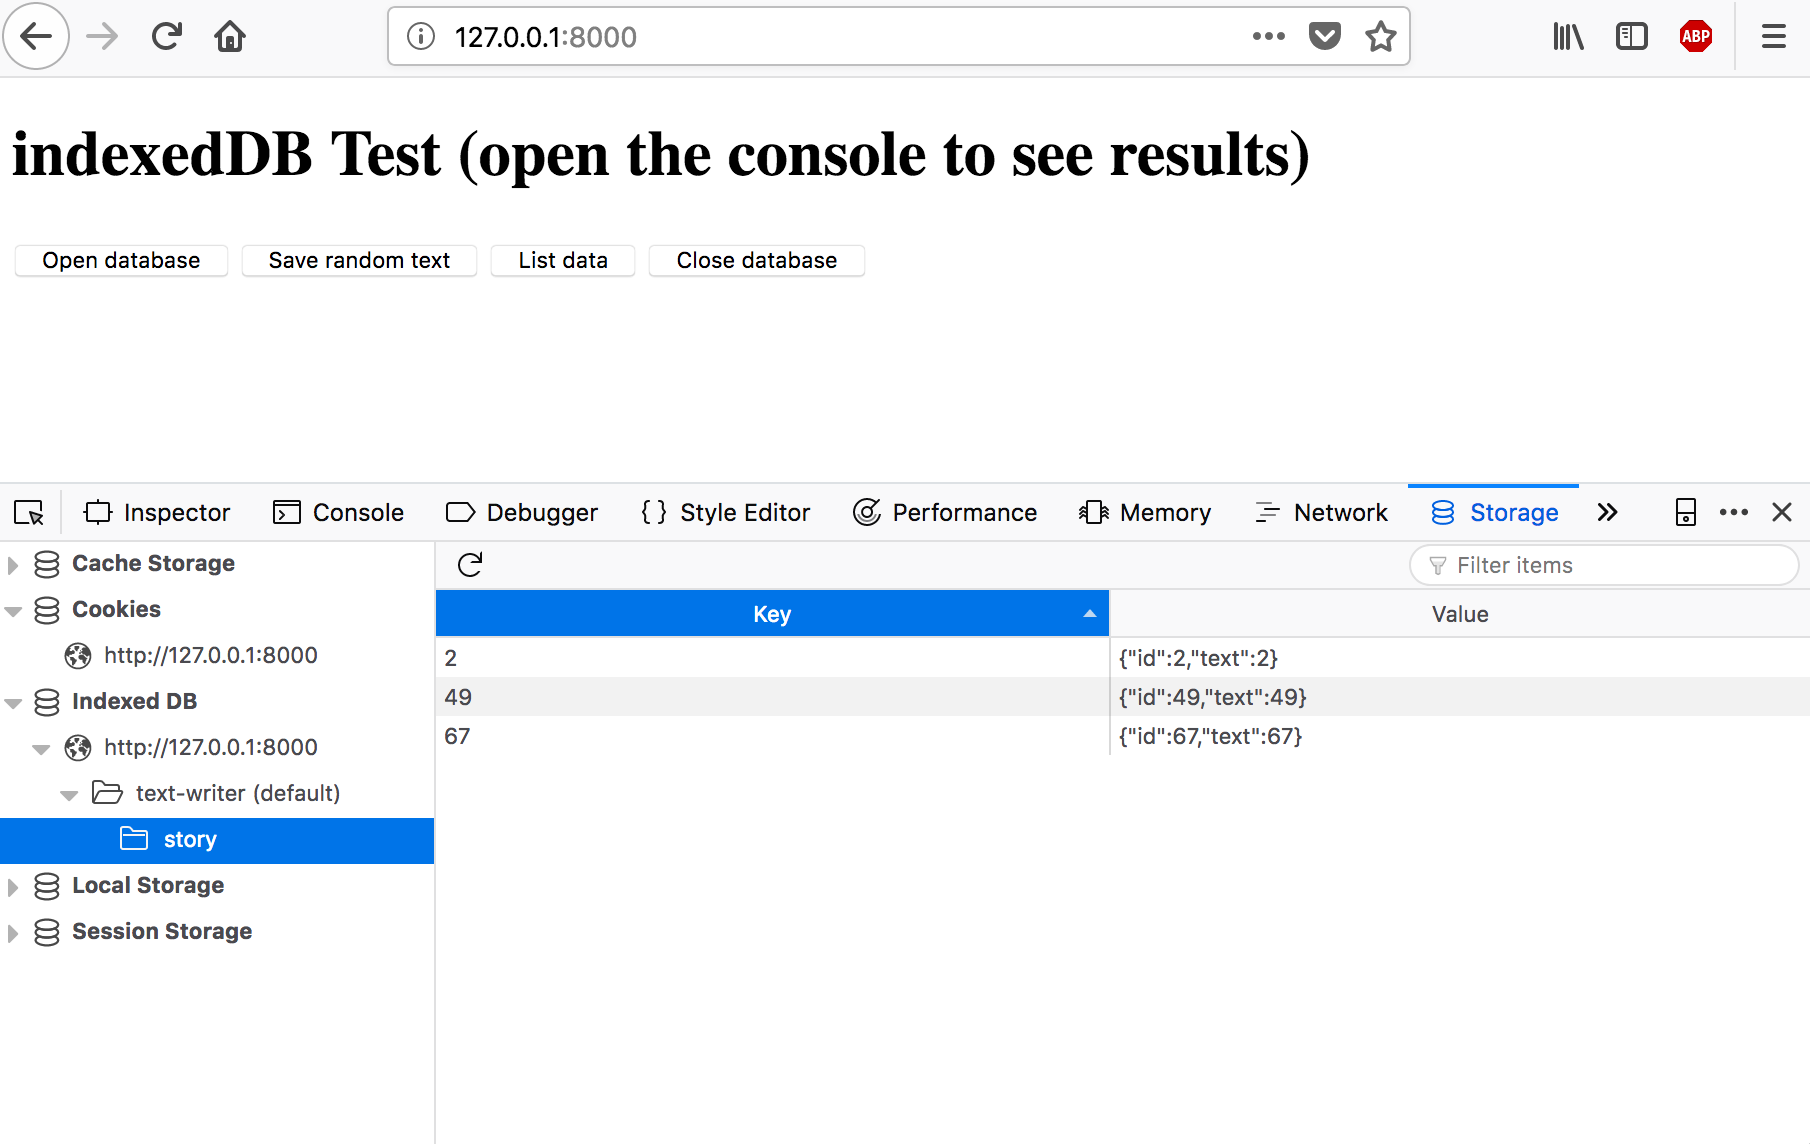 127.0.0.1:8000
ABP
indexedDB Test (open the console to see results)
Open database Save random text List data Close database
Inspector Console Debugger { } Style Editor Performance Memory Network Storage
Cache Storage
Cookies
http://127.0.0.1:8000
Indexed DB
http://127.0.0.1:8000
text-writer (default)
story
Local Storage
Session Storage
Filter items
Key Value
2 {"id":2,"text":2}
49 {"id":49,"text":49}
67 {"id":67,"text":67}